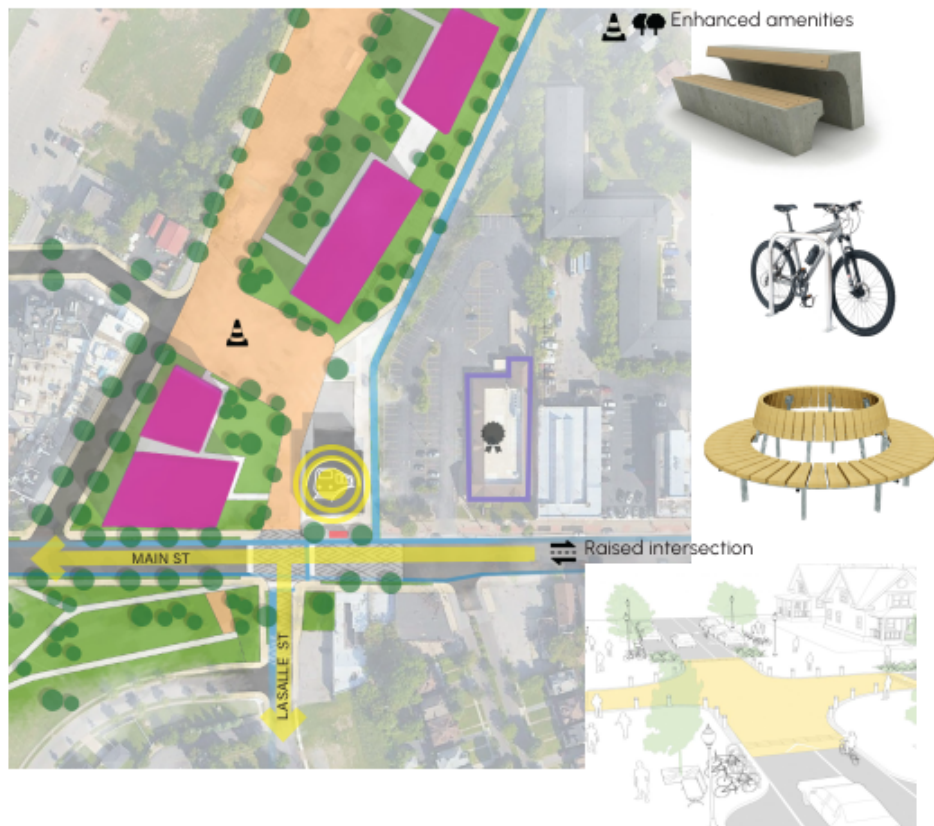 Enhanced amenities
MAIN ST
Raised intersection
LASALLE ST